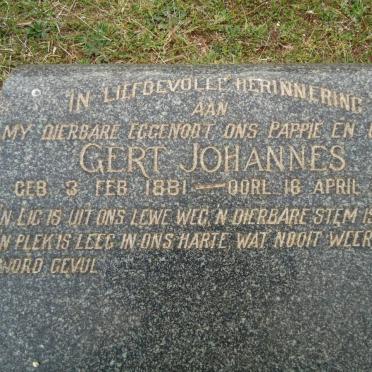 IN LIEFDEVOLLE HERINNERING
AAN
MY DIERBARE EGGENOOT ONS PAPPIE EN
GERT JOHANNES
GEB 3 FEB 1881 — OORL 16 APRIL
'N LIG IS UIT ONS LEWE WEG, 'N DIERBARE STEM IS
'N PLEK IS LEEG IN ONS HARTE WAT NOOIT WEER
WORD GEVUL